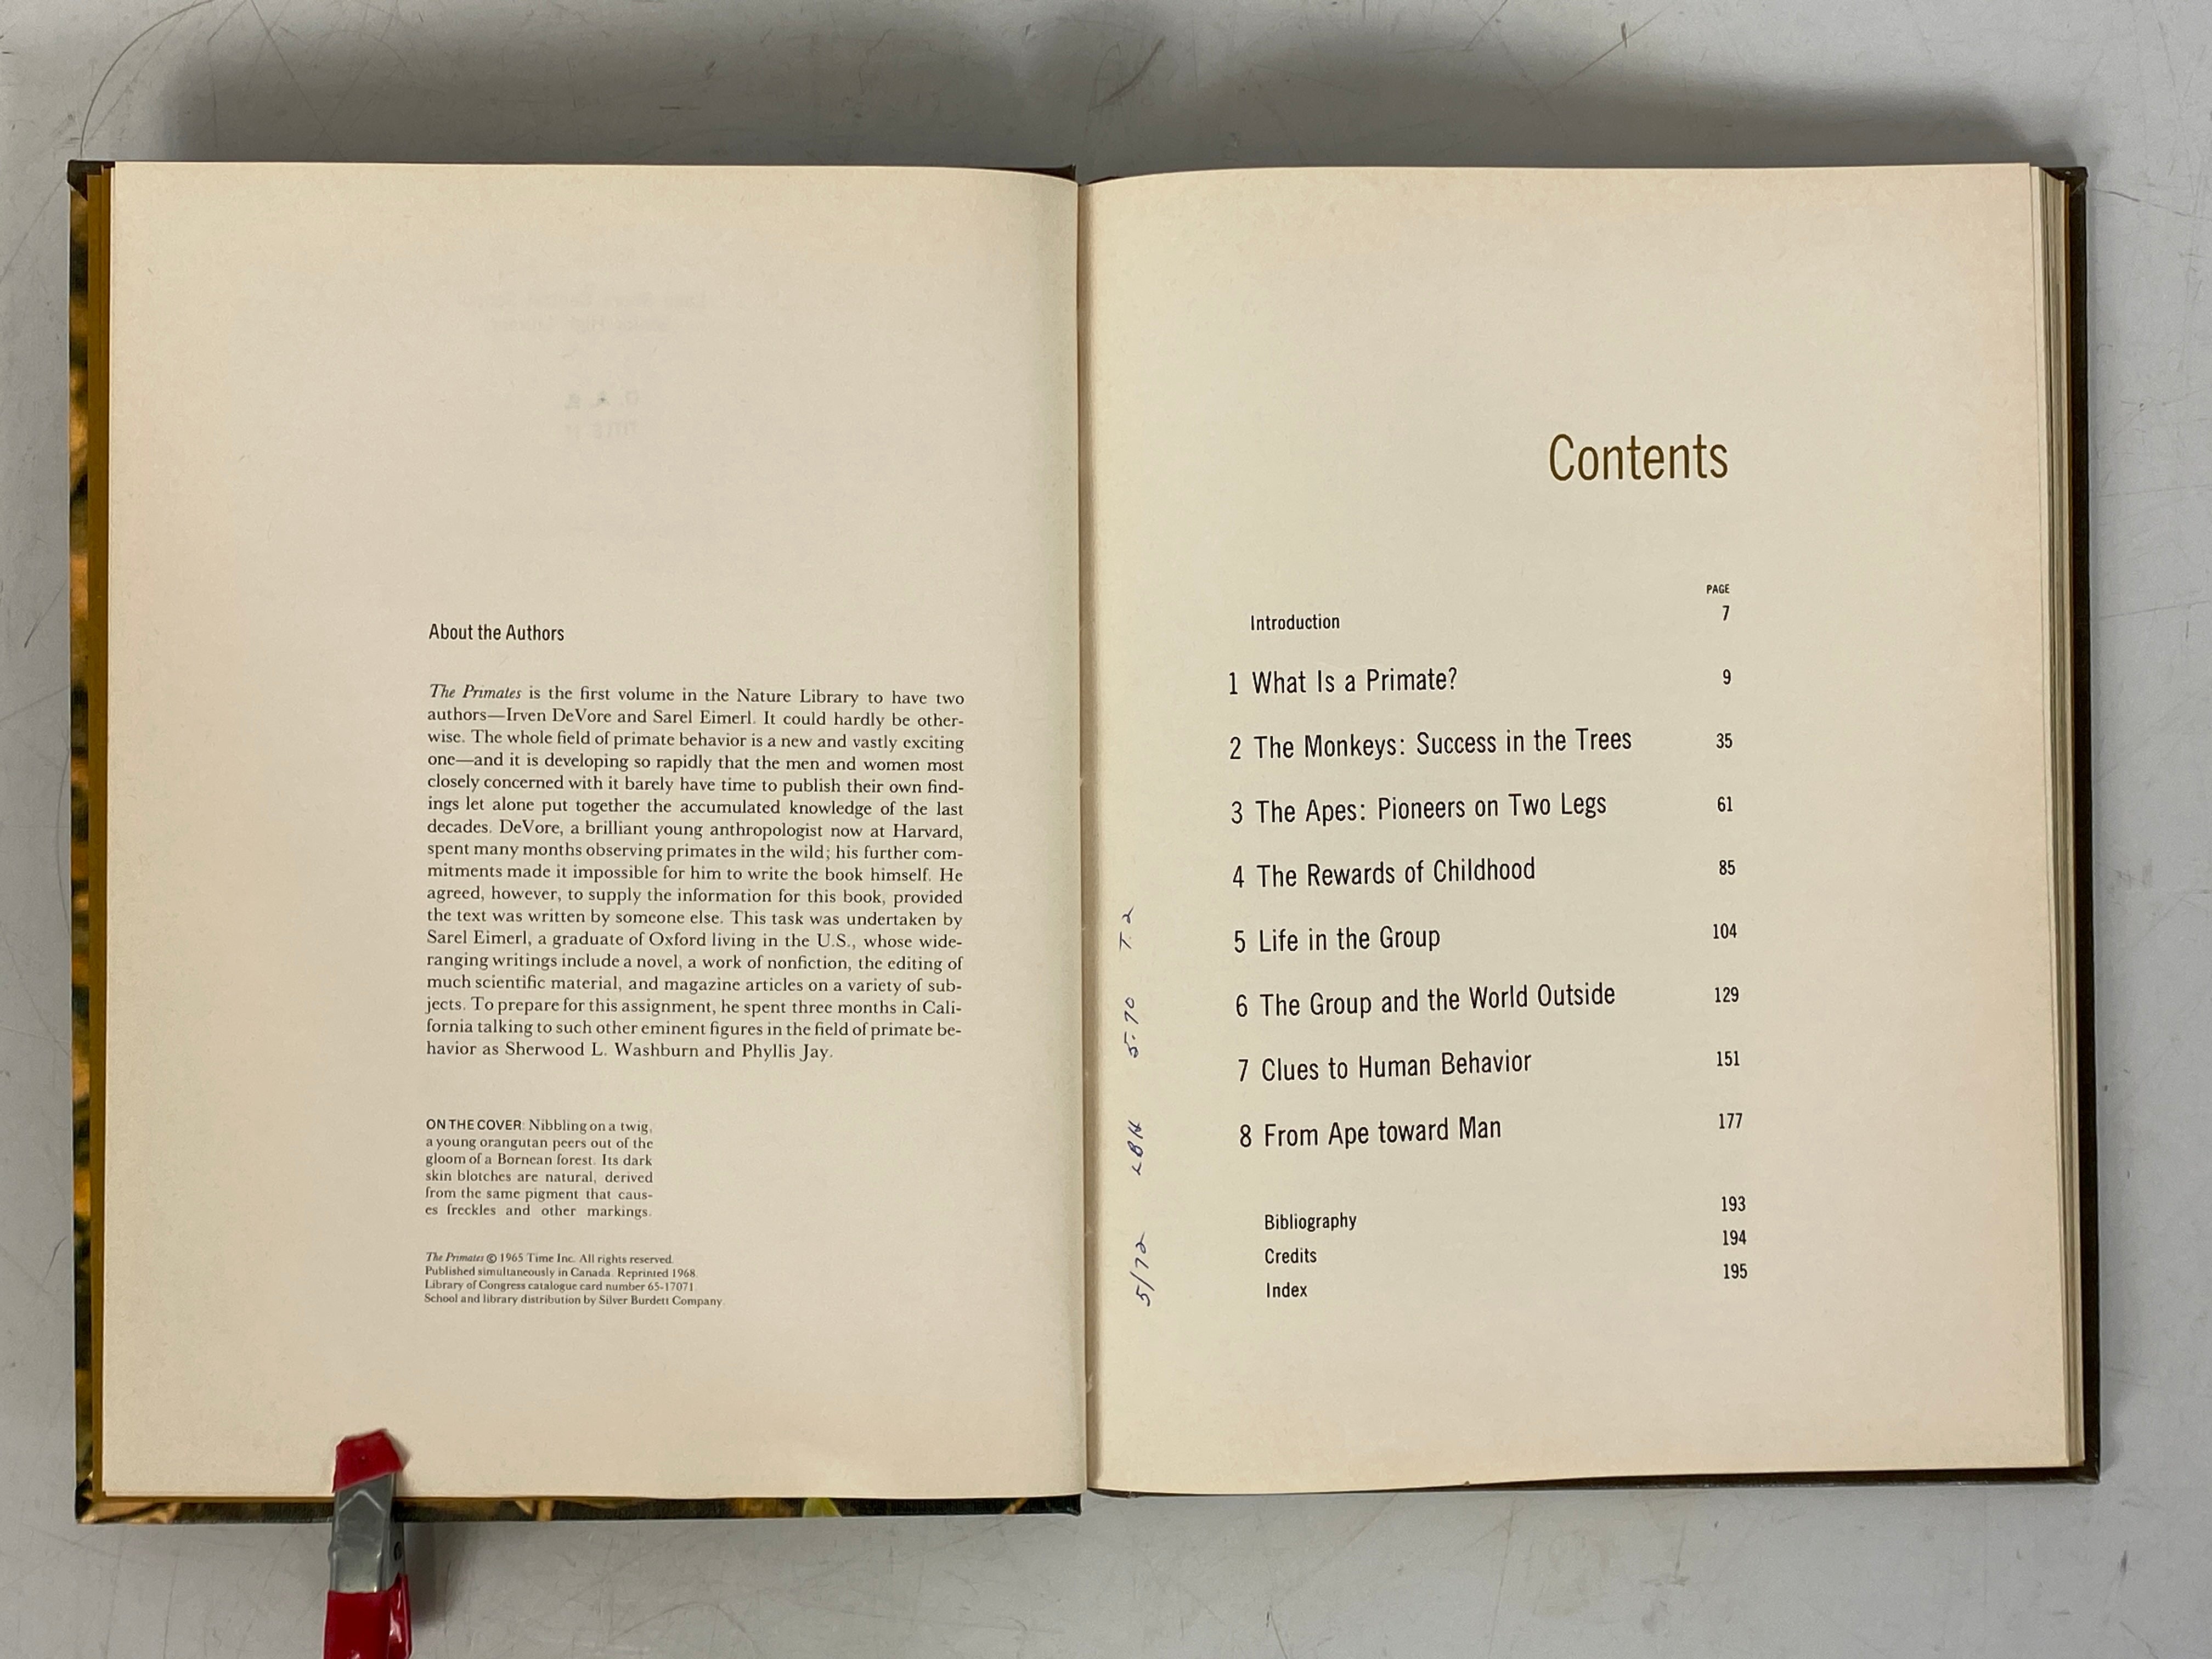 About the Authors
The Primates is the first volume in the Nature Library to have two
authors—Irven DeVore and Sarel Eimerl. It could hardly be other-
wise. The whole field of primate behavior is a new and vastly exciting
one—and it is developing so rapidly that the men and women most
closely concerned with it barely have time to publish their own find-
ings let alone put together the accumulated knowledge of the last
decades. DeVore, a brilliant young anthropologist now at Harvard,
spent many months observing primates in the wild; his further com-
mitments made it impossible for him to write the book himself. He
agreed, however, to supply the information for this book, provided
the text was written by someone else. This task was undertaken by
Sarel Eimerl, a graduate of Oxford living in the U.S., whose wide-
ranging writings include a novel, a work of nonfiction, the editing of
much scientific material, and magazine articles on a variety of sub-
jects. To prepare for this assignment, he spent three months in Cali-
fornia talking to such other eminent figures in the field of primate be-
havior as Sherwood L. Washburn and Phyllis Jay.
ON THE COVER: Nibbling on a twig,
a young orangutan peers out of the
gloom of a Bornean forest. Its dark
skin blotches are natural, derived
from the same pigment that caus-
es freckles and other markings.
The Primates © 1965 Time Inc. All rights reserved.
Published simultaneously in Canada. Reprinted 1968.
Library of Congress catalogue card number 65-17071.
School and library distribution by Silver Burdett Company.
Contents
PAGE
Introduction 7
1 What Is a Primate? 9
2 The Monkeys: Success in the Trees 35
3 The Apes: Pioneers on Two Legs 61
4 The Rewards of Childhood 85
5 Life in the Group 104
6 The Group and the World Outside 129
7 Clues to Human Behavior 151
8 From Ape toward Man 177
Bibliography 193
Credits 194
Index 195
5/72 LBH 5-70 T.2